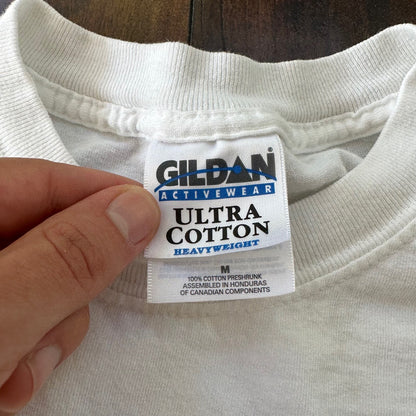 GILDAN®
ACTIVEWEAR
ULTRA
COTTON
HEAVYWEIGHT
M
100% COTTON PRESHRUNK
ASSEMBLED IN HONDURAS
OF CANADIAN COMPONENTS